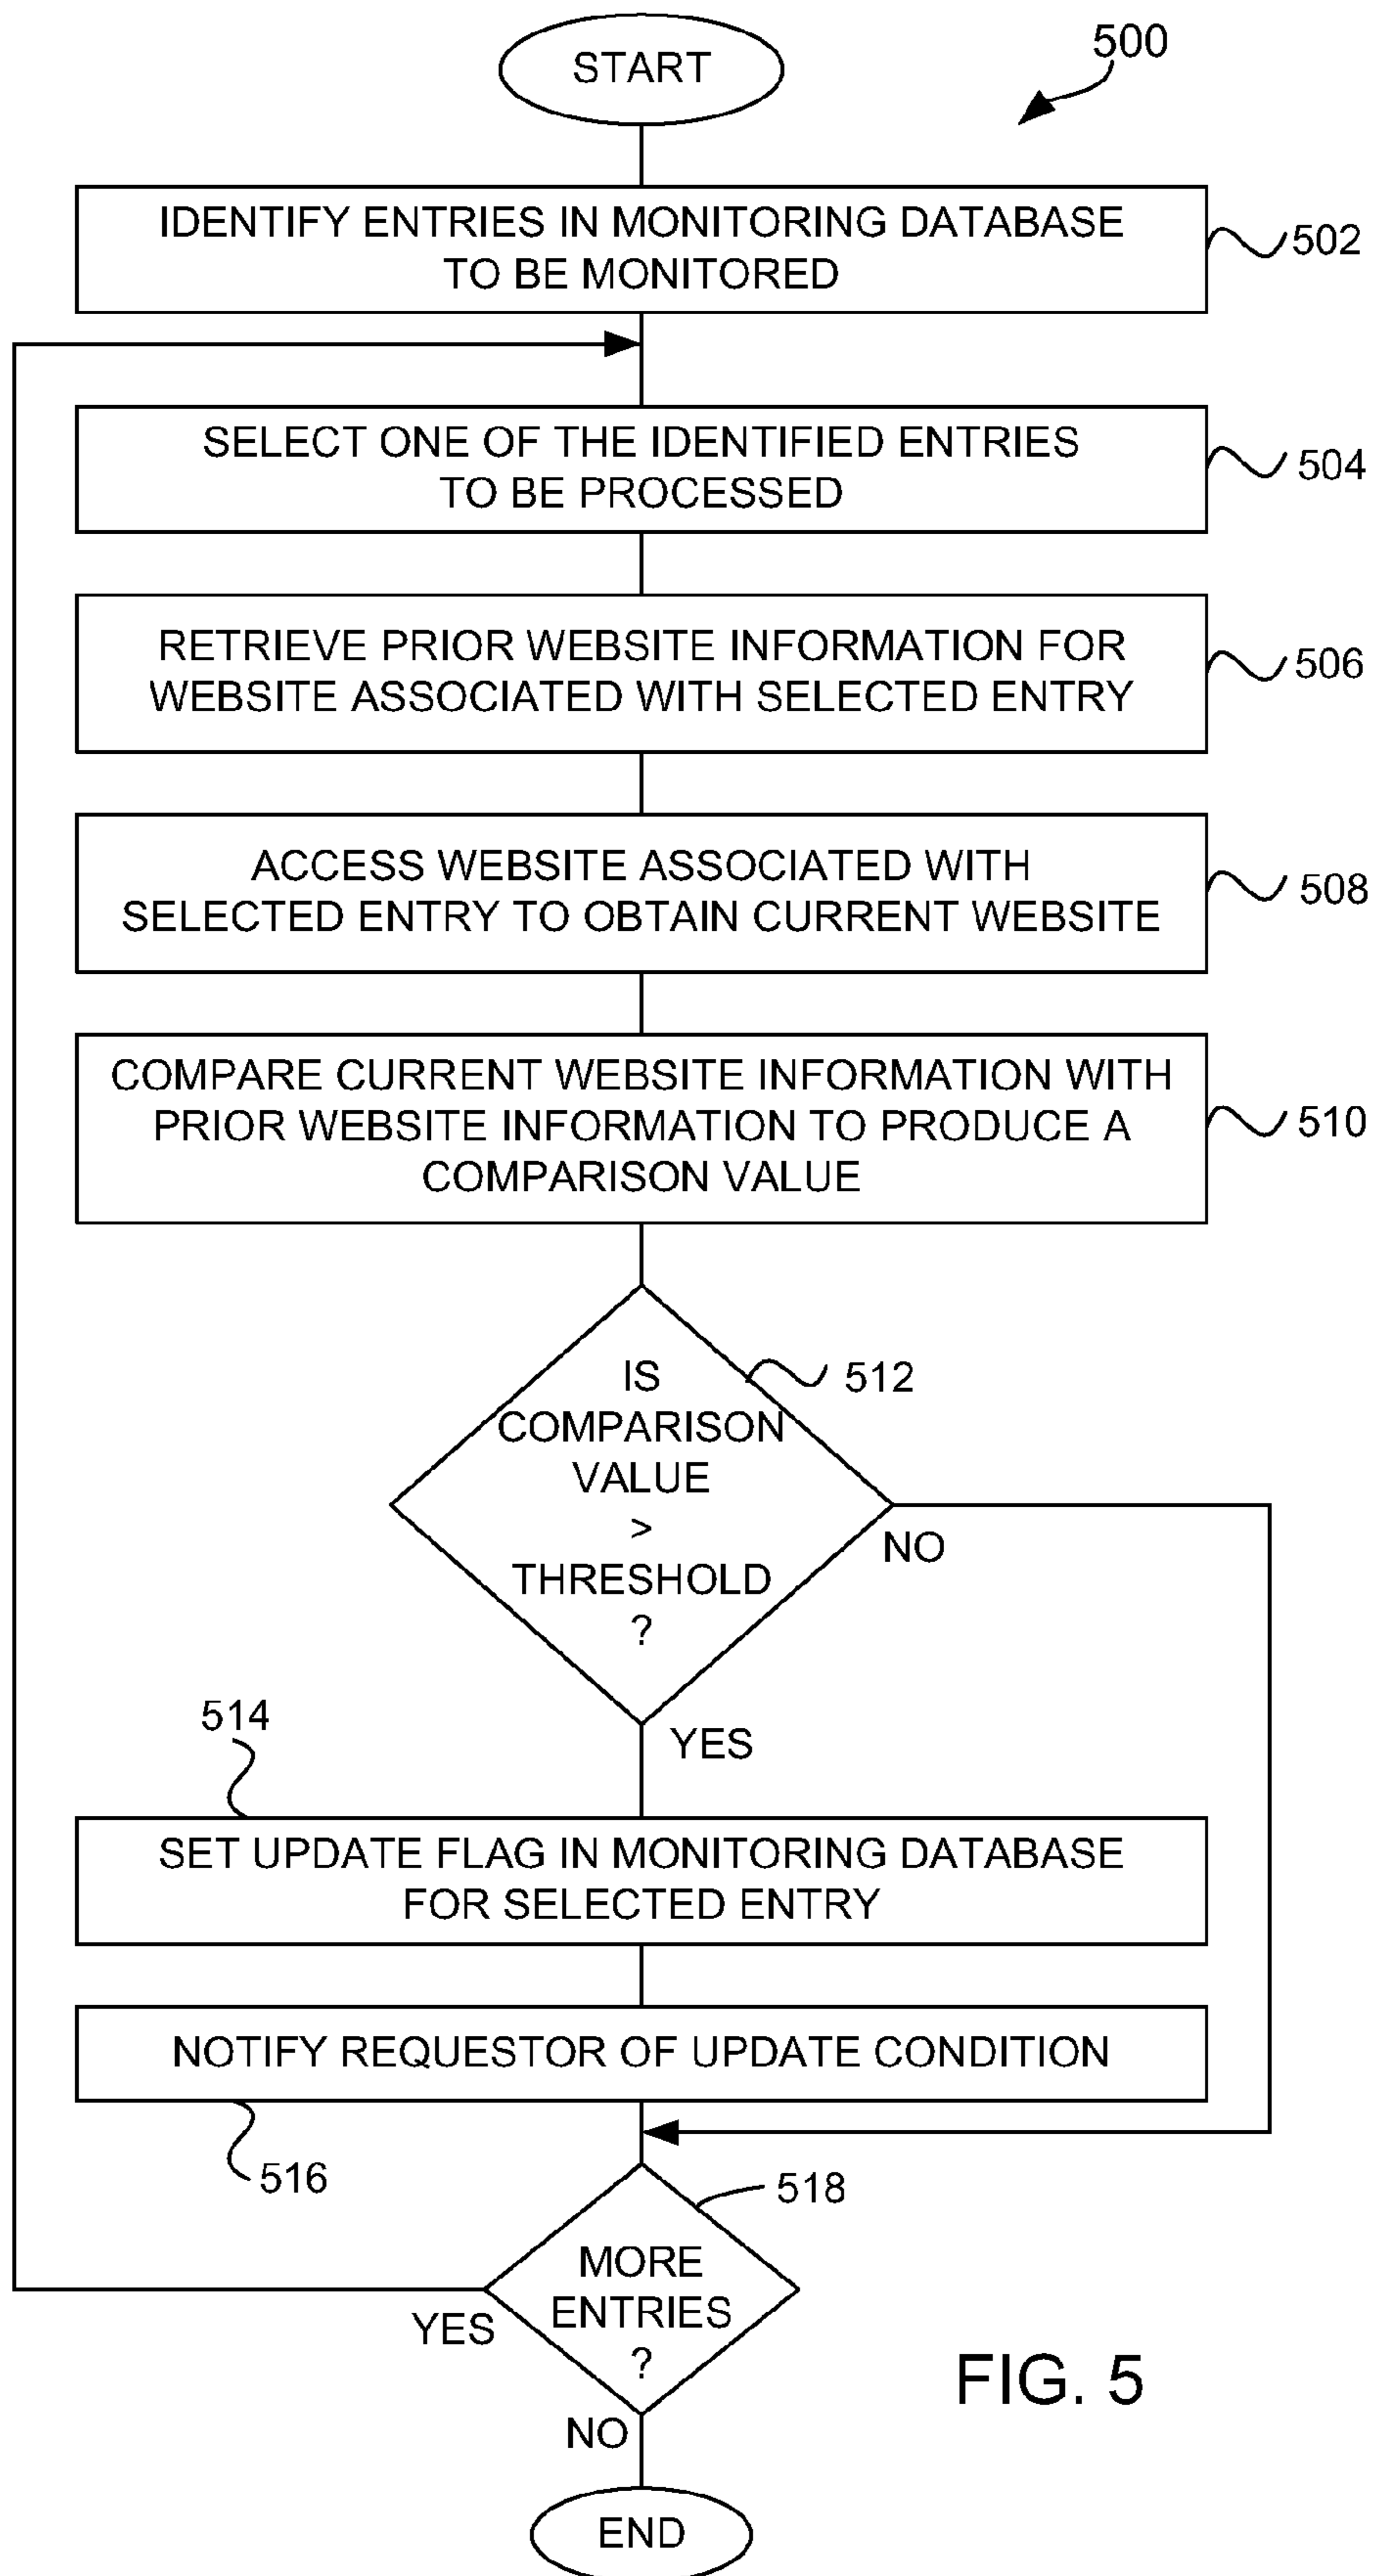 START
500
IDENTIFY ENTRIES IN MONITORING DATABASE
TO BE MONITORED
502
SELECT ONE OF THE IDENTIFIED ENTRIES
TO BE PROCESSED
504
RETRIEVE PRIOR WEBSITE INFORMATION FOR
WEBSITE ASSOCIATED WITH SELECTED ENTRY
506
ACCESS WEBSITE ASSOCIATED WITH
SELECTED ENTRY TO OBTAIN CURRENT WEBSITE
508
COMPARE CURRENT WEBSITE INFORMATION WITH
PRIOR WEBSITE INFORMATION TO PRODUCE A
COMPARISON VALUE
510
IS
COMPARISON
VALUE
>
THRESHOLD
?
512
NO
YES
514
SET UPDATE FLAG IN MONITORING DATABASE
FOR SELECTED ENTRY
NOTIFY REQUESTOR OF UPDATE CONDITION
516
518
MORE
ENTRIES
?
YES
NO
FIG. 5
END